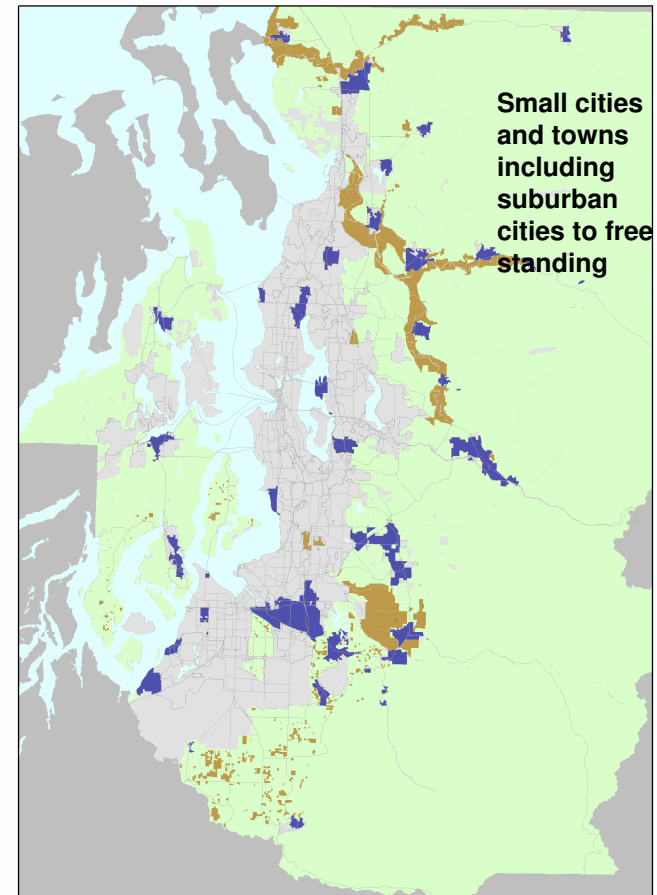 Small cities
and towns
including
suburban
cities to free
standing